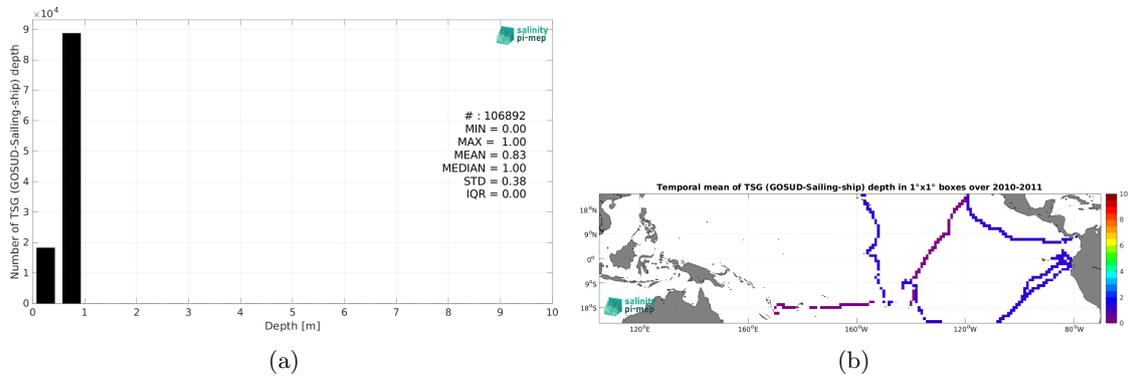 ×10⁴
9
8
7
6
5
4
3
2
1
0
Number of TSG (GOSUD-Sailing-ship) depth
0 1 2 3 4 5 6 7 8 9 10
Depth [m]
salinity
pi-mep
# : 106892
MIN = 0.00
MAX = 1.00
MEAN = 0.83
MEDIAN = 1.00
STD = 0.38
IQR = 0.00
(a)
Temporal mean of TSG (GOSUD-Sailing-ship) depth in 1°x1° boxes over 2010-2011
18°N
9°N
0°
9°S
18°S
120°E 160°E 160°W 120°W 80°W
salinity
pi-mep
10
8
6
4
2
0
(b)